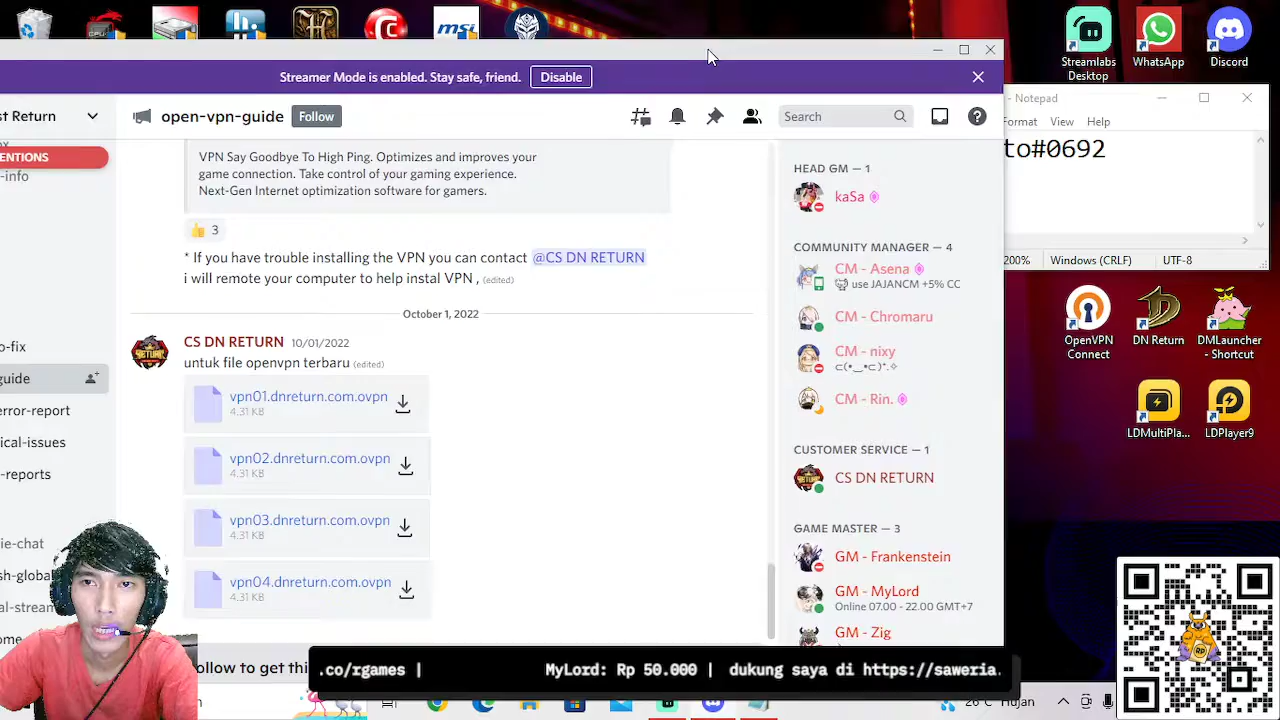 msi
Streamlabs
Desktop
WhatsApp
Discord
Streamer Mode is enabled. Stay safe, friend.
Disable
- Notepad
ormat
View
Help
to#0692
200%
Windows (CRLF)
UTF-8
t Return
open-vpn-guide
Follow
Search
ENTIONS
-info
VPN Say Goodbye To High Ping. Optimizes and improves your
game connection. Take control of your gaming experience.
Next-Gen Internet optimization software for gamers.
👍 3
* If you have trouble installing the VPN you can contact @CS DN RETURN
i will remote your computer to help instal VPN , (edited)
October 1, 2022
CS DN RETURN 10/01/2022
untuk file openvpn terbaru (edited)
vpn01.dnreturn.com.ovpn
4.31 KB
vpn02.dnreturn.com.ovpn
4.31 KB
vpn03.dnreturn.com.ovpn
4.31 KB
vpn04.dnreturn.com.ovpn
4.31 KB
o-fix
guide
error-report
ical-issues
-reports
ie-chat
sh-global
al-stream
ome
ollow to get thi
HEAD GM — 1
kaSa
COMMUNITY MANAGER — 4
CM - Asena
use JAJANCM +5% CC
CM - Chromaru
CM - nixy
CM - Rin.
CUSTOMER SERVICE — 1
CS DN RETURN
GAME MASTER — 3
GM - Frankenstein
GM - MyLord
Online 07.00 - 22.00 GMT+7
GM - Zig
OpenVPN
Connect
DN Return
DMLauncher
- Shortcut
LDMultiPla...
LDPlayer9
.co/rgames |
MyLord: Rp 50.000 | dukung saya di https://saweria.
26°C Hujan